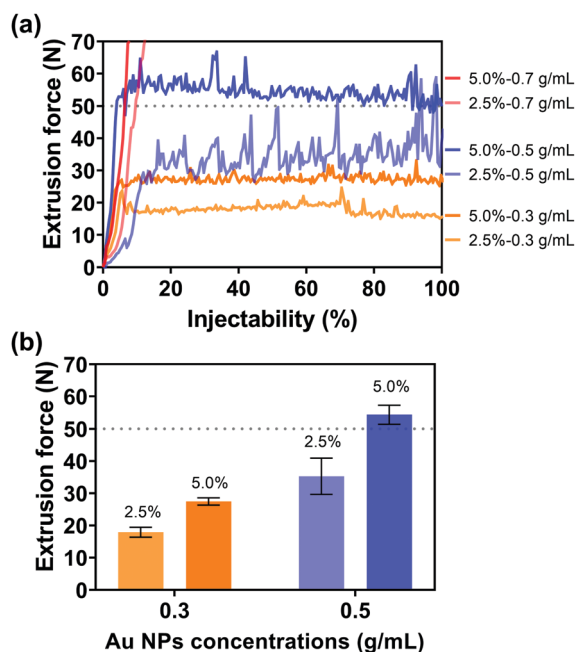 (a)
Extrusion force (N)
70
60
50
40
30
20
10
0
0 20 40 60 80 100
Injectability (%)
5.0%-0.7 g/mL
2.5%-0.7 g/mL
5.0%-0.5 g/mL
2.5%-0.5 g/mL
5.0%-0.3 g/mL
2.5%-0.3 g/mL
(b)
Extrusion force (N)
70
60
50
40
30
20
10
0
2.5%
5.0%
2.5%
5.0%
0.3 0.5
Au NPs concentrations (g/mL)